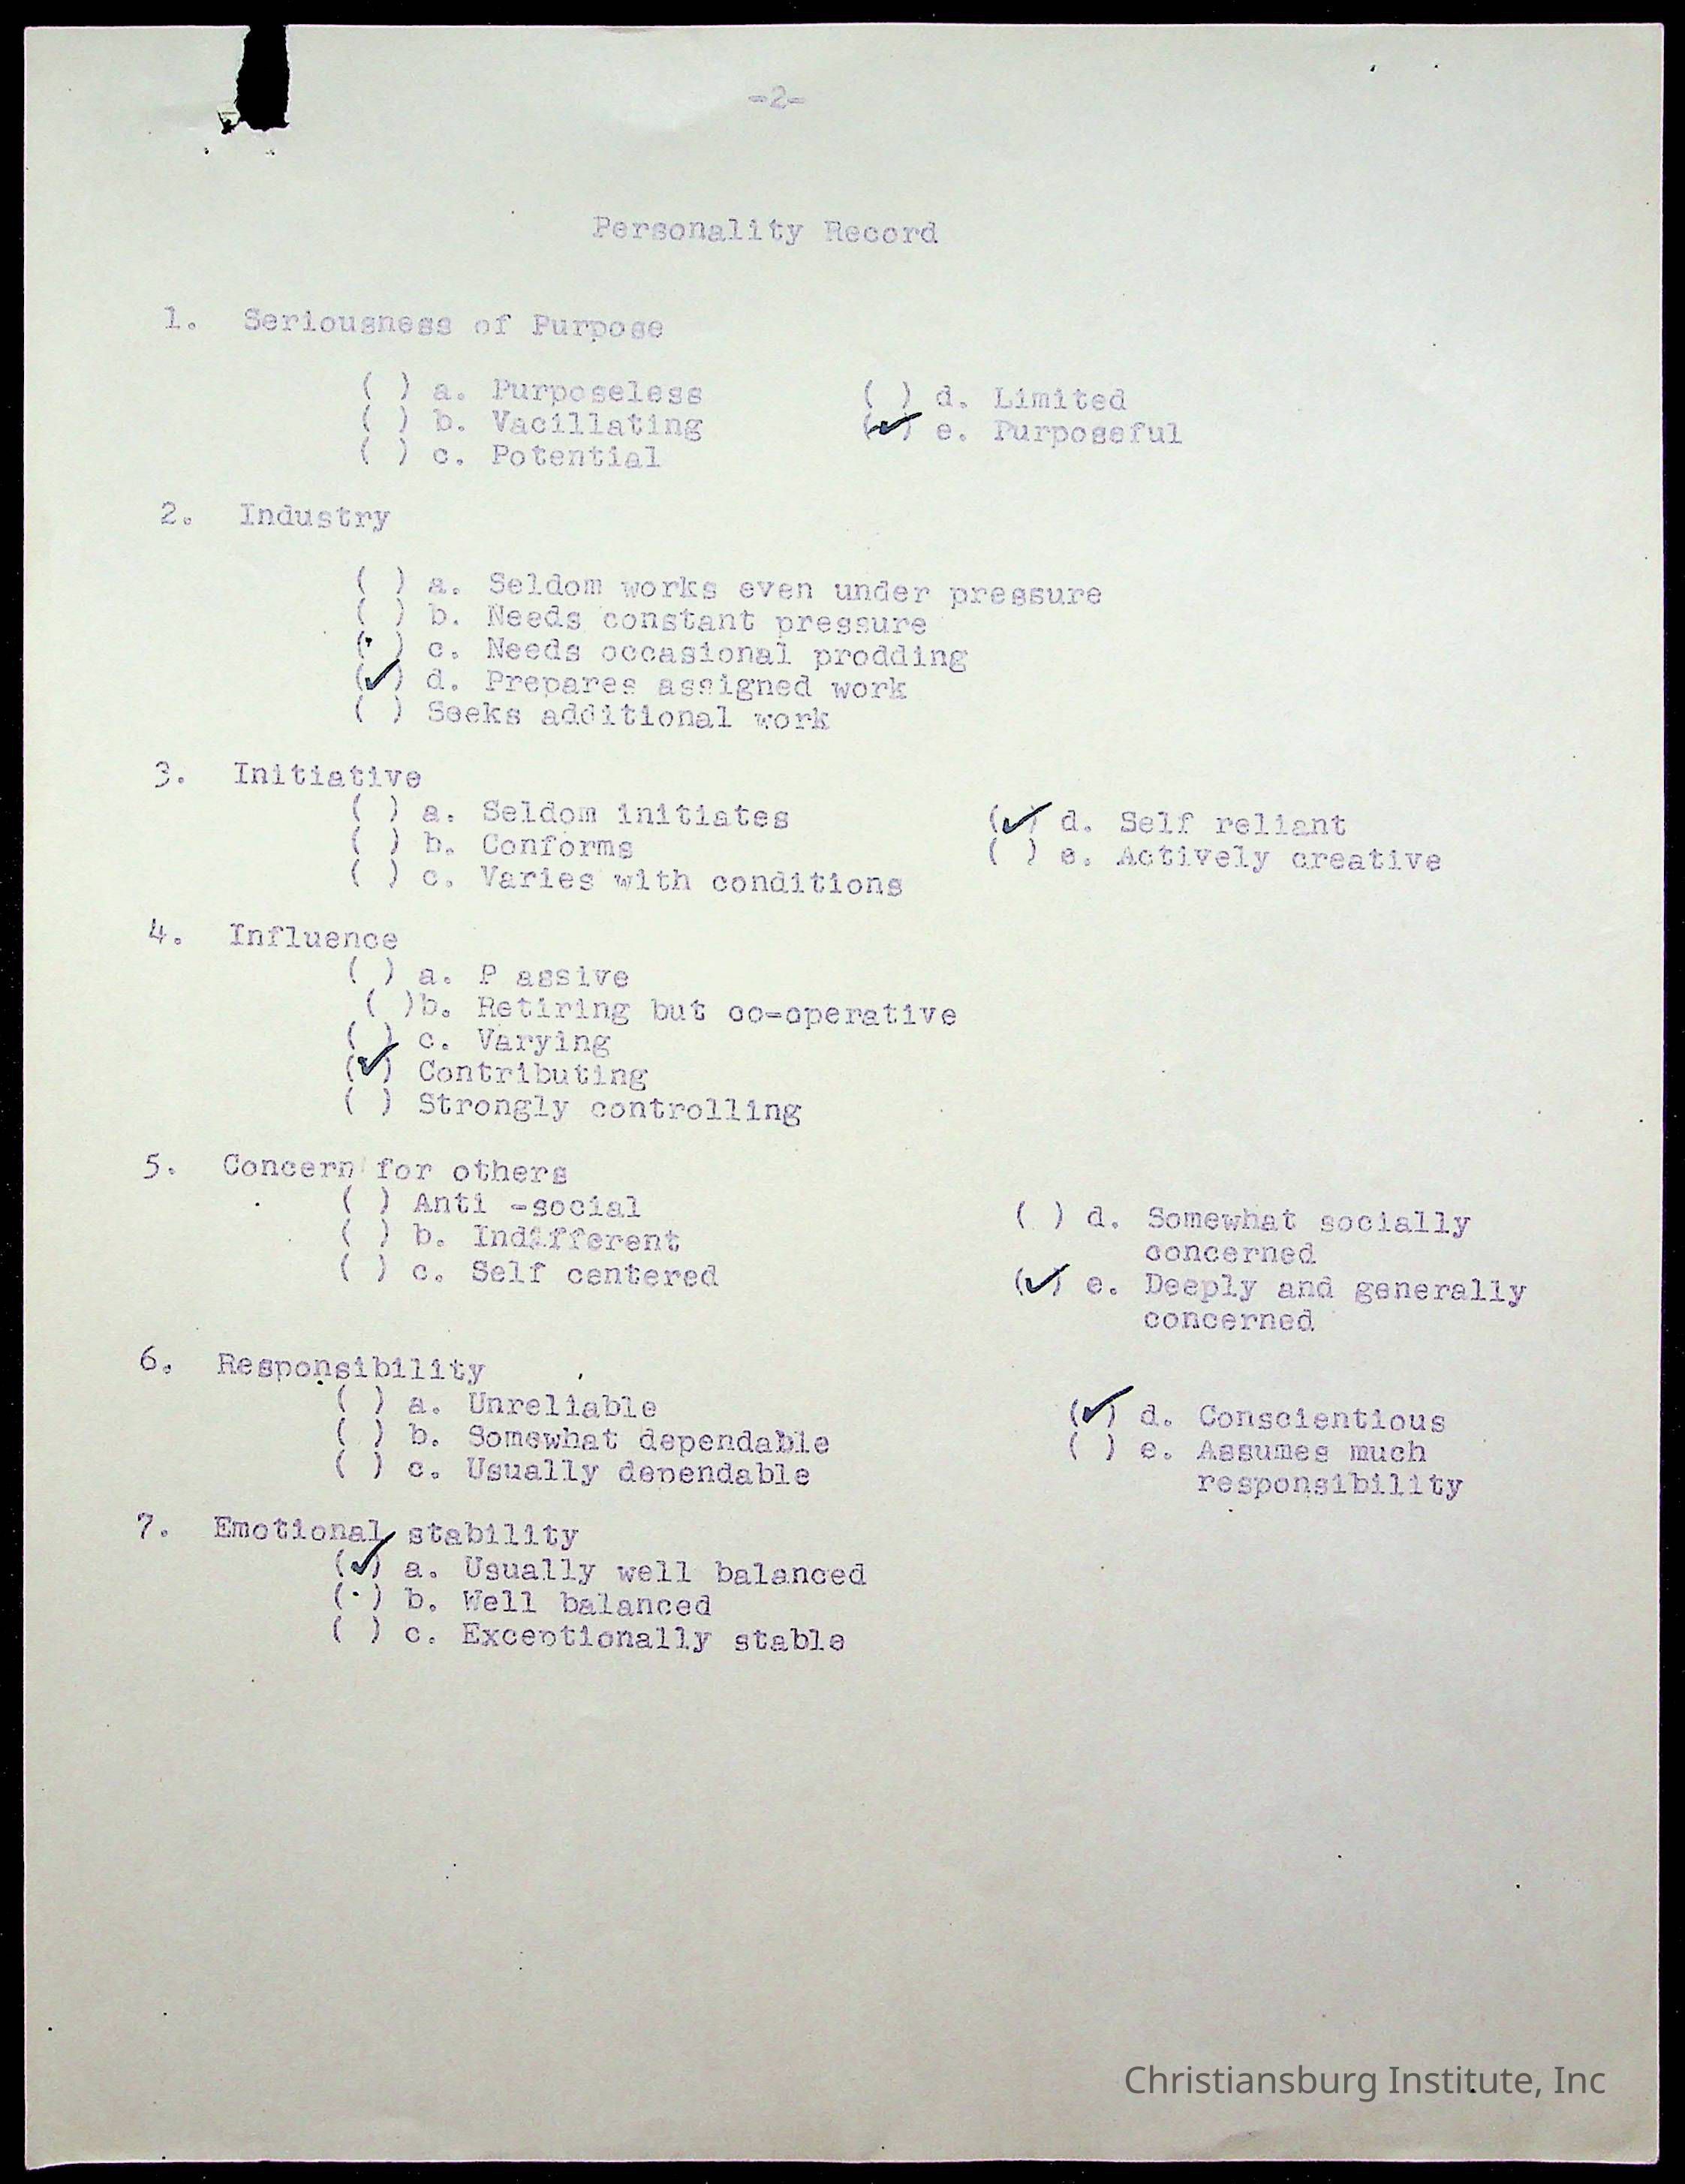 -2-
Personality Record
1. Seriousness of Purpose
( ) a. Purposeless ( ) d. Limited
( ) b. Vacillating (✓) e. Purposeful
( ) c. Potential
2. Industry
( ) a. Seldom works even under pressure
( ) b. Needs constant pressure
( ) c. Needs occasional prodding
(✓) d. Prepares assigned work
( ) Seeks additional work
3. Initiative
( ) a. Seldom initiates (✓) d. Self reliant
( ) b. Conforms ( ) e. Actively creative
( ) c. Varies with conditions
4. Influence
( ) a. P assive
( )b. Retiring but co-operative
( ) c. Varying
(✓) Contributing
( ) Strongly controlling
5. Concern for others
( ) Anti -social ( ) d. Somewhat socially
( ) b. Indifferent concerned
( ) c. Self centered (✓) e. Deeply and generally
concerned
6. Responsibility
( ) a. Unreliable (✓) d. Conscientious
( ) b. Somewhat dependable ( ) e. Assumes much
( ) c. Usually dependable responsibility
7. Emotional stability
(✓) a. Usually well balanced
( ) b. Well balanced
( ) c. Exceptionally stable
Christiansburg Institute, Inc